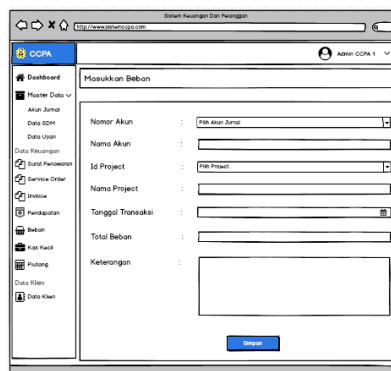 Sistem Keuangan Dan Pelanggan
http://www.sistemccpa.com
CCPA
Admin CCPA 1
Dashboard
Master Data
Akun Jurnal
Data SDM
Data Ujian
Data Keuangan
Surat Penawaran
Service Order
Invoice
Pendapatan
Beban
Kas Kecil
Piutang
Data Klien
Data Klien
Masukkan Beban
Nomor Akun : Pilih Akun Jurnal
Nama Akun :
Id Project : Pilih Project
Nama Project :
Tanggal Transaksi :
Total Beban :
Keterangan :
Simpan